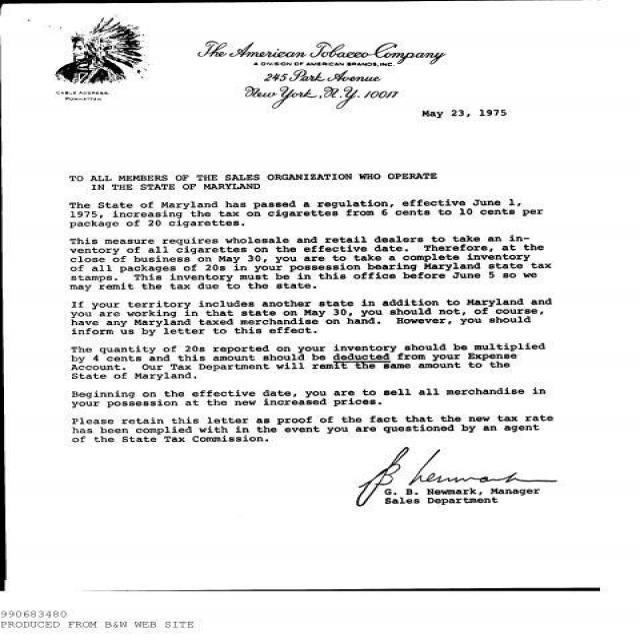 The American Tobacco Company
A DIVISION OF AMERICAN BRANDS, INC.
245 Park Avenue
New York, N.Y. 10017
CABLE ADDRESS:
POWHATTAN
May 23, 1975
TO ALL MEMBERS OF THE SALES ORGANIZATION WHO OPERATE
IN THE STATE OF MARYLAND
The State of Maryland has passed a regulation, effective June 1,
1975, increasing the tax on cigarettes from 6 cents to 10 cents per
package of 20 cigarettes.
This measure requires wholesale and retail dealers to take an in-
ventory of all cigarettes on the effective date. Therefore, at the
close of business on May 30, you are to take a complete inventory
of all packages of 20s in your possession bearing Maryland state tax
stamps. This inventory must be in this office before June 5 so we
may remit the tax due to the state.
If your territory includes another state in addition to Maryland and
you are working in that state on May 30, you should not, of course,
have any Maryland taxed merchandise on hand. However, you should
inform us by letter to this effect.
The quantity of 20s reported on your inventory should be multiplied
by 4 cents and this amount should be deducted from your Expense
Account. Our Tax Department will remit the same amount to the
State of Maryland.
Beginning on the effective date, you are to sell all merchandise in
your possession at the new increased prices.
Please retain this letter as proof of the fact that the new tax rate
has been complied with in the event you are questioned by an agent
of the State Tax Commission.
G. B. Newmark, Manager
Sales Department
990683480
PRODUCED FROM B&W WEB SITE